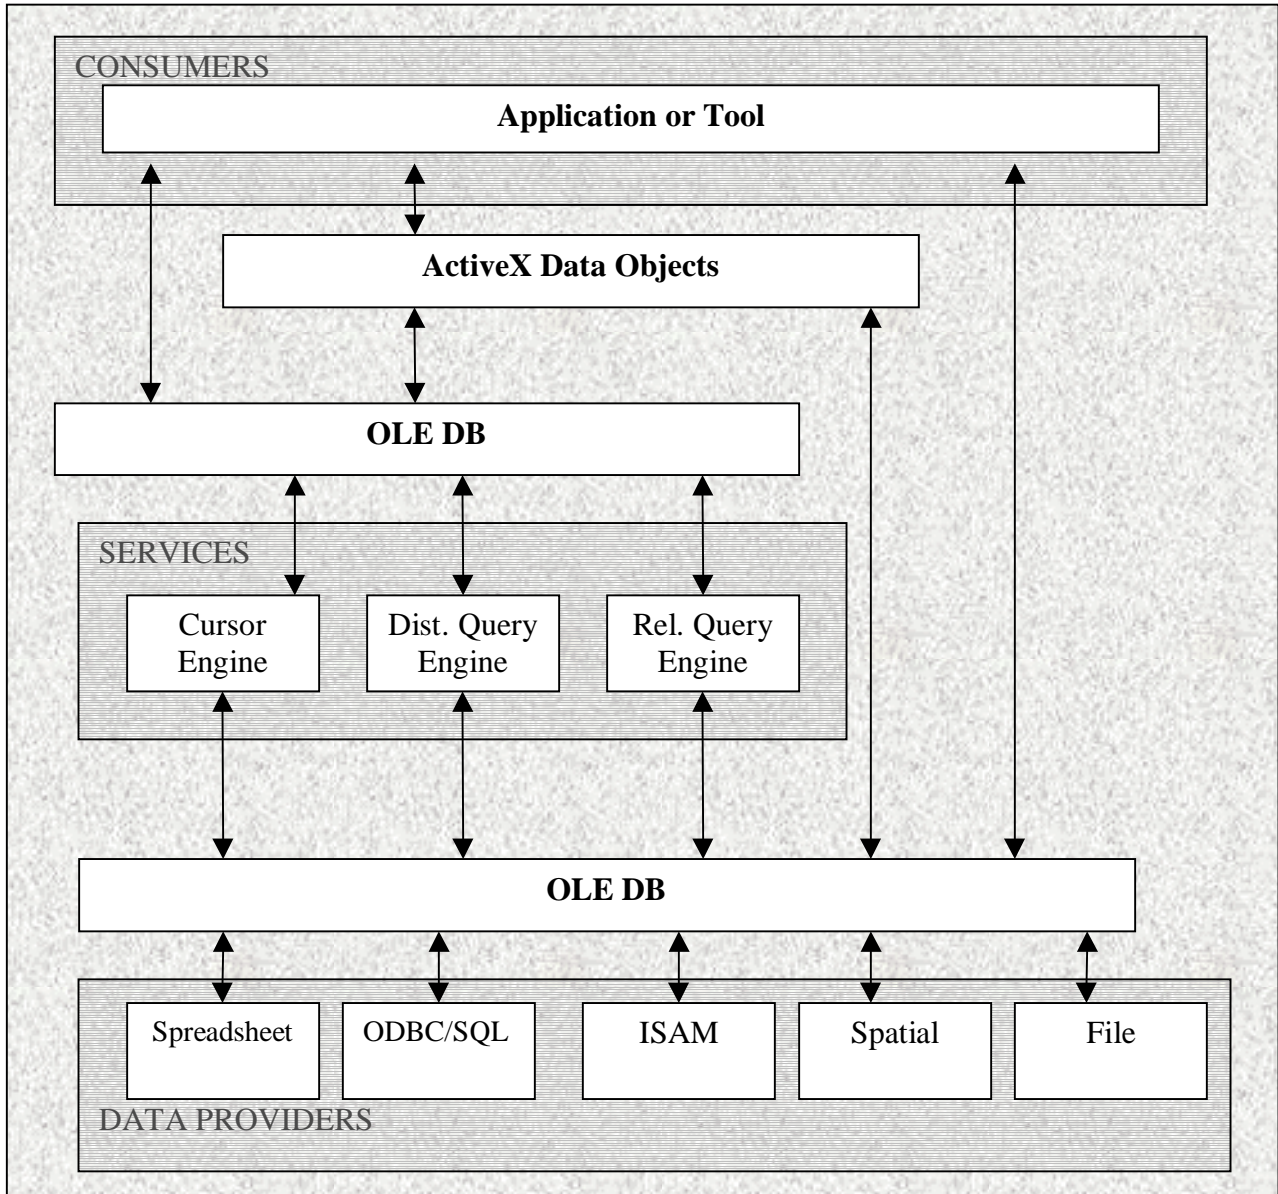 CONSUMERS
Application or Tool
ActiveX Data Objects
OLE DB
SERVICES
Cursor
Engine
Dist. Query
Engine
Rel. Query
Engine
OLE DB
Spreadsheet
ODBC/SQL
ISAM
Spatial
File
DATA PROVIDERS